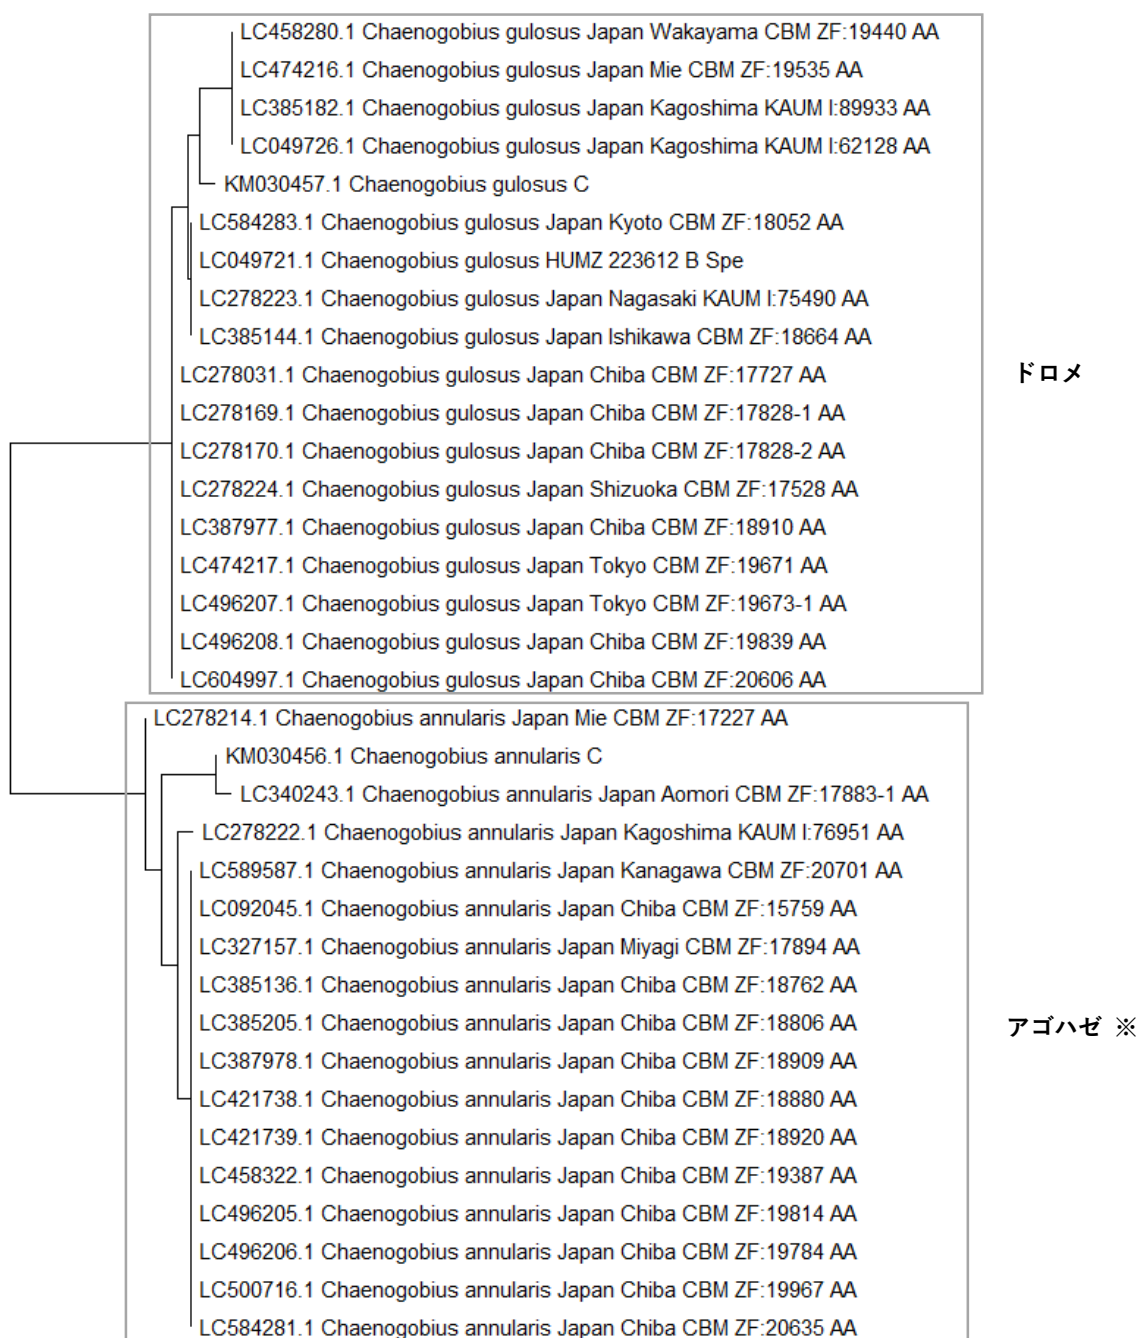 LC458280.1 Chaenogobius gulosus Japan Wakayama CBM ZF:19440 AA
LC474216.1 Chaenogobius gulosus Japan Mie CBM ZF:19535 AA
LC385182.1 Chaenogobius gulosus Japan Kagoshima KAUM I:89933 AA
LC049726.1 Chaenogobius gulosus Japan Kagoshima KAUM I:62128 AA
KM030457.1 Chaenogobius gulosus C
LC584283.1 Chaenogobius gulosus Japan Kyoto CBM ZF:18052 AA
LC049721.1 Chaenogobius gulosus HUMZ 223612 B Spe
LC278223.1 Chaenogobius gulosus Japan Nagasaki KAUM I:75490 AA
LC385144.1 Chaenogobius gulosus Japan Ishikawa CBM ZF:18664 AA
LC278031.1 Chaenogobius gulosus Japan Chiba CBM ZF:17727 AA
ドロメ
LC278169.1 Chaenogobius gulosus Japan Chiba CBM ZF:17828-1 AA
LC278170.1 Chaenogobius gulosus Japan Chiba CBM ZF:17828-2 AA
LC278224.1 Chaenogobius gulosus Japan Shizuoka CBM ZF:17528 AA
LC387977.1 Chaenogobius gulosus Japan Chiba CBM ZF:18910 AA
LC474217.1 Chaenogobius gulosus Japan Tokyo CBM ZF:19671 AA
LC496207.1 Chaenogobius gulosus Japan Tokyo CBM ZF:19673-1 AA
LC496208.1 Chaenogobius gulosus Japan Chiba CBM ZF:19839 AA
LC604997.1 Chaenogobius gulosus Japan Chiba CBM ZF:20606 AA
LC278214.1 Chaenogobius annularis Japan Mie CBM ZF:17227 AA
KM030456.1 Chaenogobius annularis C
LC340243.1 Chaenogobius annularis Japan Aomori CBM ZF:17883-1 AA
LC278222.1 Chaenogobius annularis Japan Kagoshima KAUM I:76951 AA
LC589587.1 Chaenogobius annularis Japan Kanagawa CBM ZF:20701 AA
LC092045.1 Chaenogobius annularis Japan Chiba CBM ZF:15759 AA
LC327157.1 Chaenogobius annularis Japan Miyagi CBM ZF:17894 AA
LC385136.1 Chaenogobius annularis Japan Chiba CBM ZF:18762 AA
LC385205.1 Chaenogobius annularis Japan Chiba CBM ZF:18806 AA
アゴハゼ ※
LC387978.1 Chaenogobius annularis Japan Chiba CBM ZF:18909 AA
LC421738.1 Chaenogobius annularis Japan Chiba CBM ZF:18880 AA
LC421739.1 Chaenogobius annularis Japan Chiba CBM ZF:18920 AA
LC458322.1 Chaenogobius annularis Japan Chiba CBM ZF:19387 AA
LC496205.1 Chaenogobius annularis Japan Chiba CBM ZF:19814 AA
LC496206.1 Chaenogobius annularis Japan Chiba CBM ZF:19784 AA
LC500716.1 Chaenogobius annularis Japan Chiba CBM ZF:19967 AA
LC584281.1 Chaenogobius annularis Japan Chiba CBM ZF:20635 AA